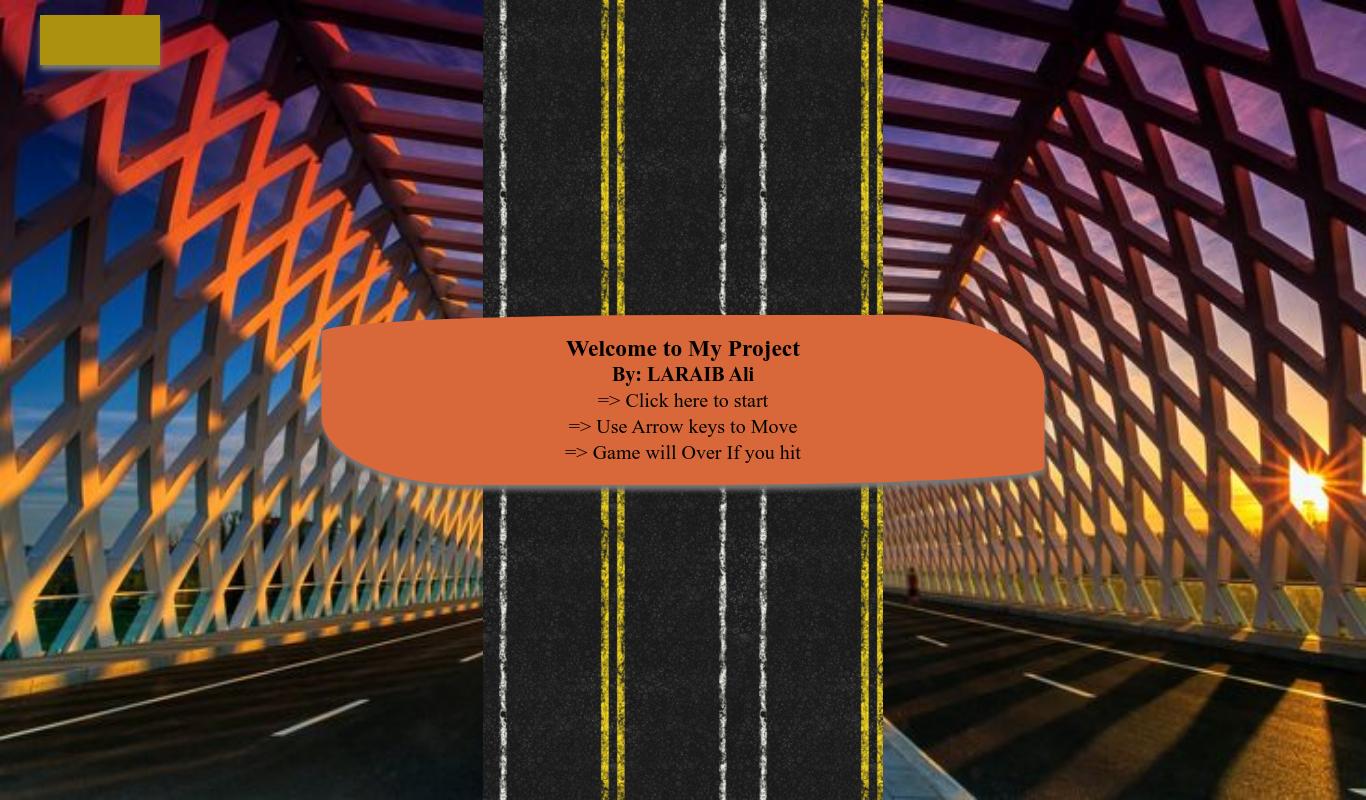 Welcome to My Project
By: LARAIB Ali
=> Click here to start
=> Use Arrow keys to Move
=> Game will Over If you hit